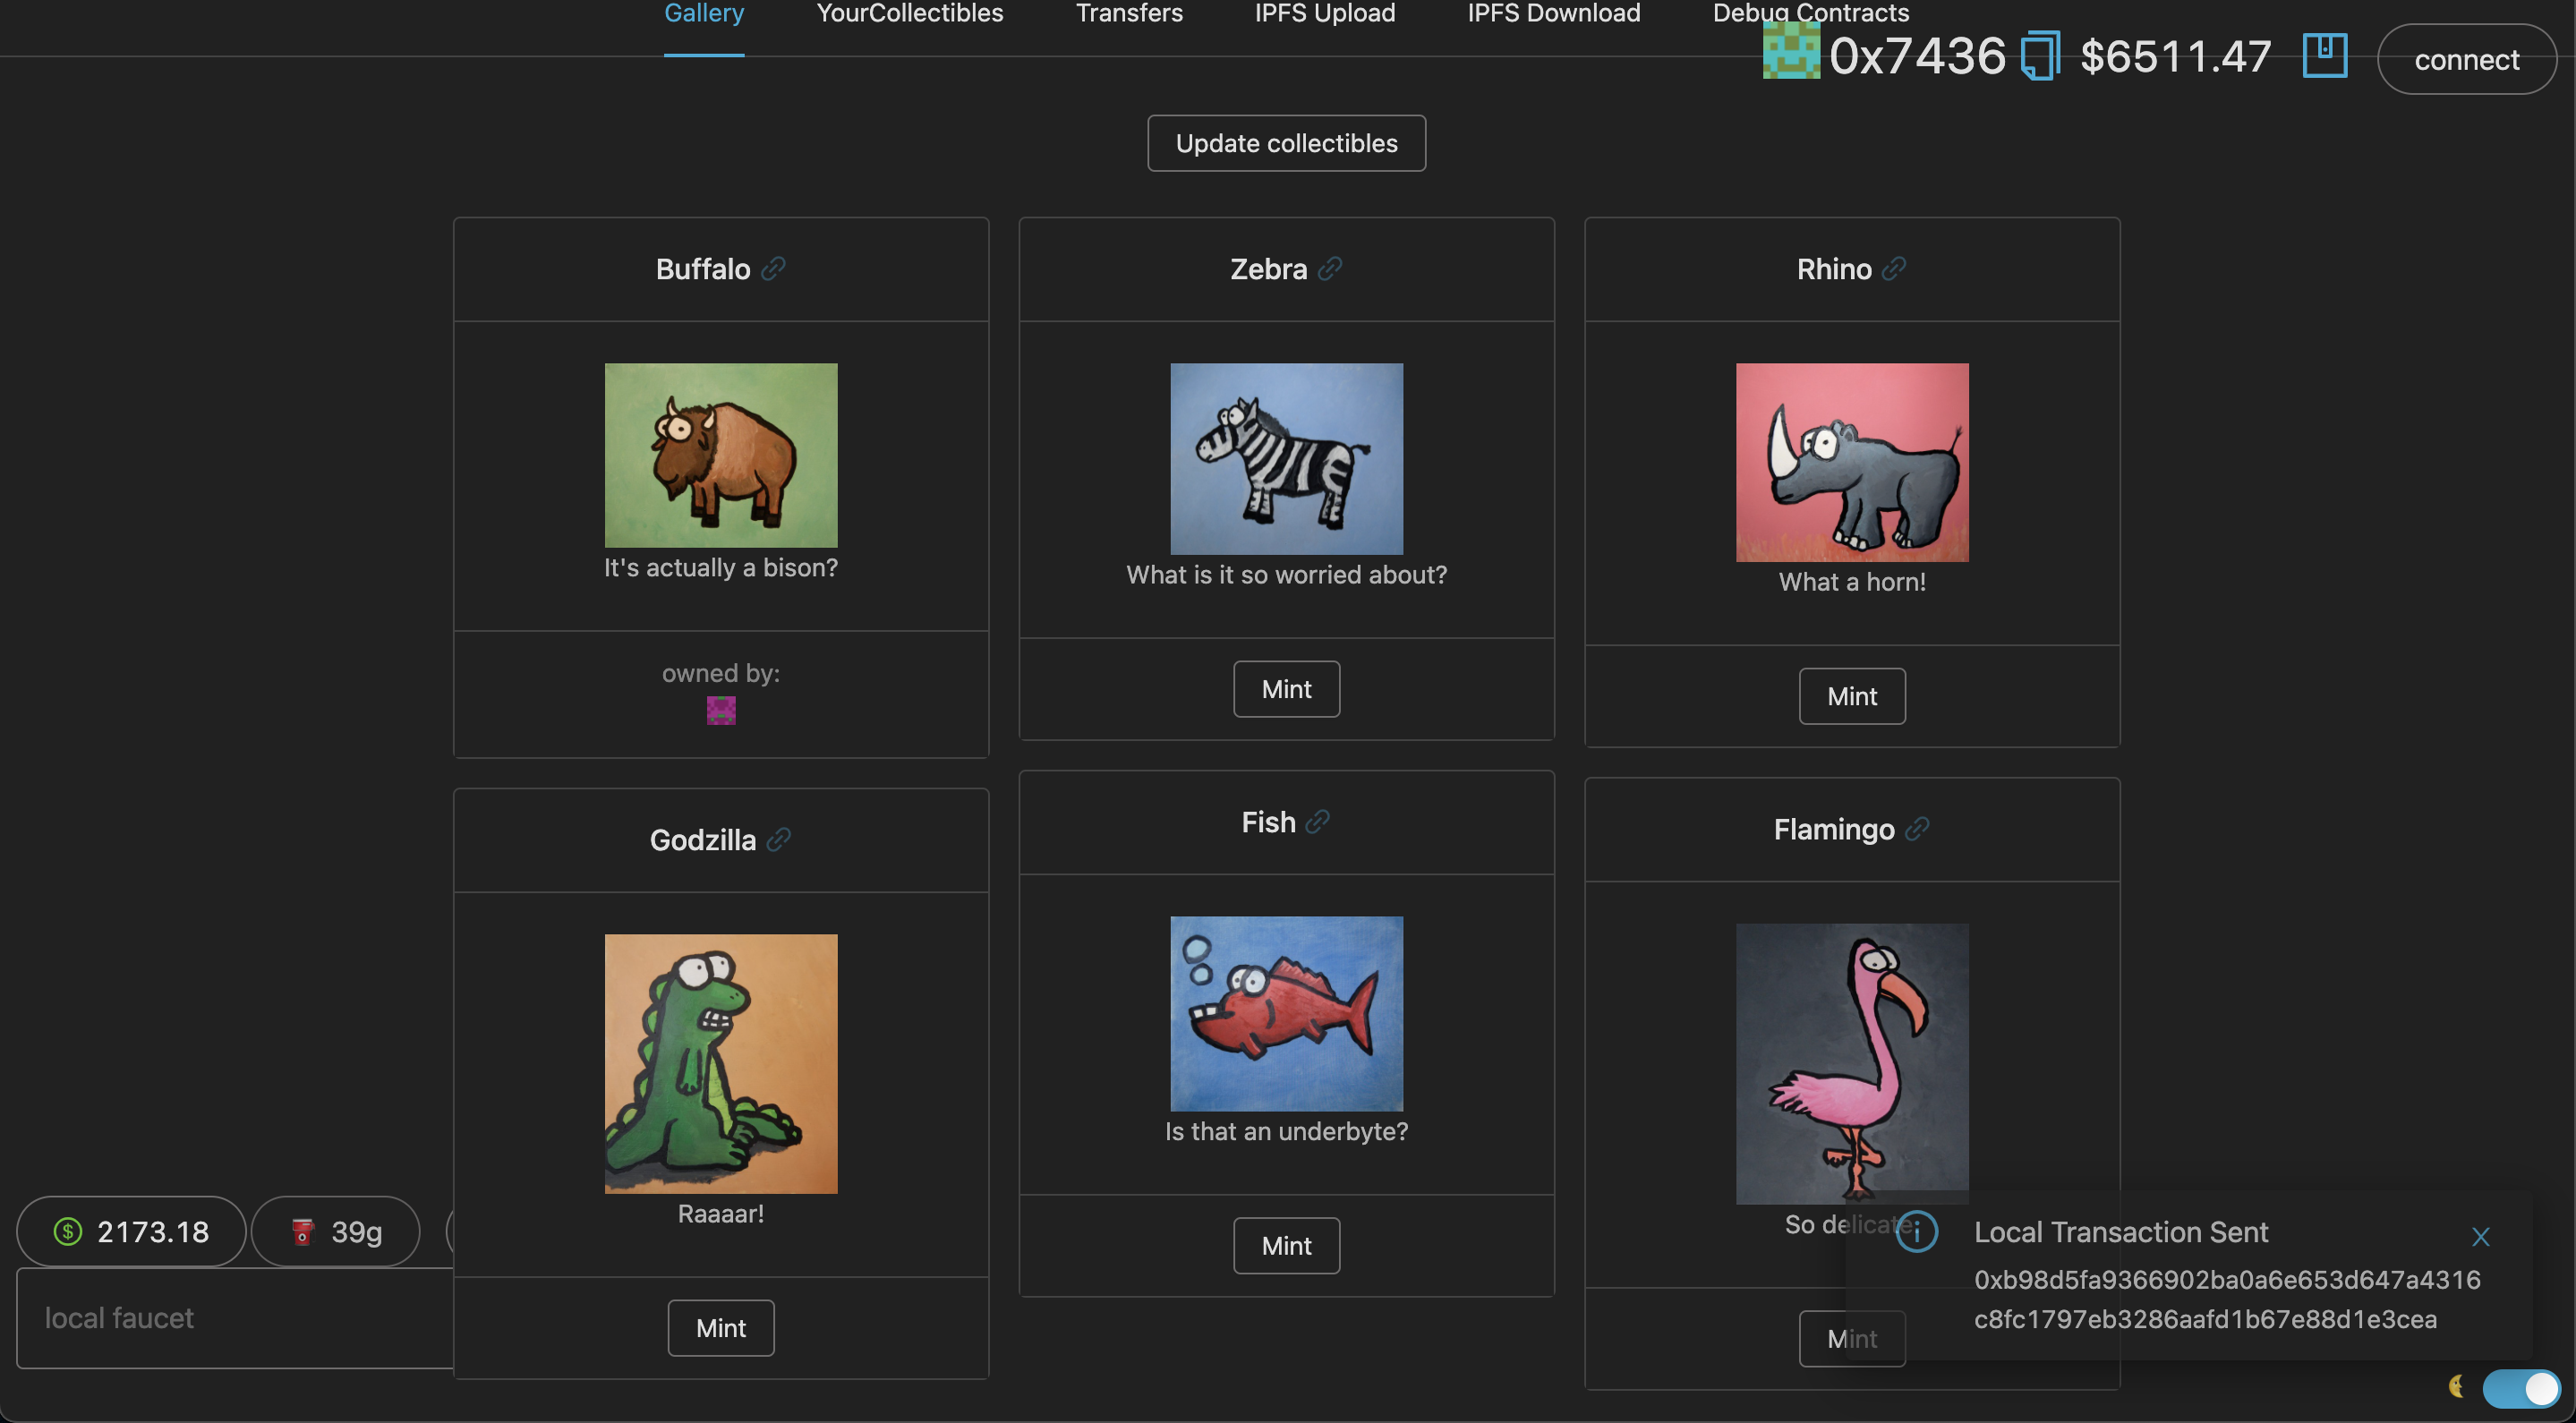 Gallery YourCollectibles Transfers IPFS Upload IPFS Download Debug Contracts
0x7436 $6511.47 connect
Update collectibles
Buffalo
It's actually a bison?
owned by:
Zebra
What is it so worried about?
Mint
Rhino
What a horn!
Mint
Godzilla
Raaaar!
Mint
Fish
Is that an underbyte?
Mint
Flamingo
So delicate.
Mint
$ 2173.18 39g
local faucet
Local Transaction Sent
0xb98d5fa9366902ba0a6e653d647a4316
c8fc1797eb3286aafd1b67e88d1e3cea